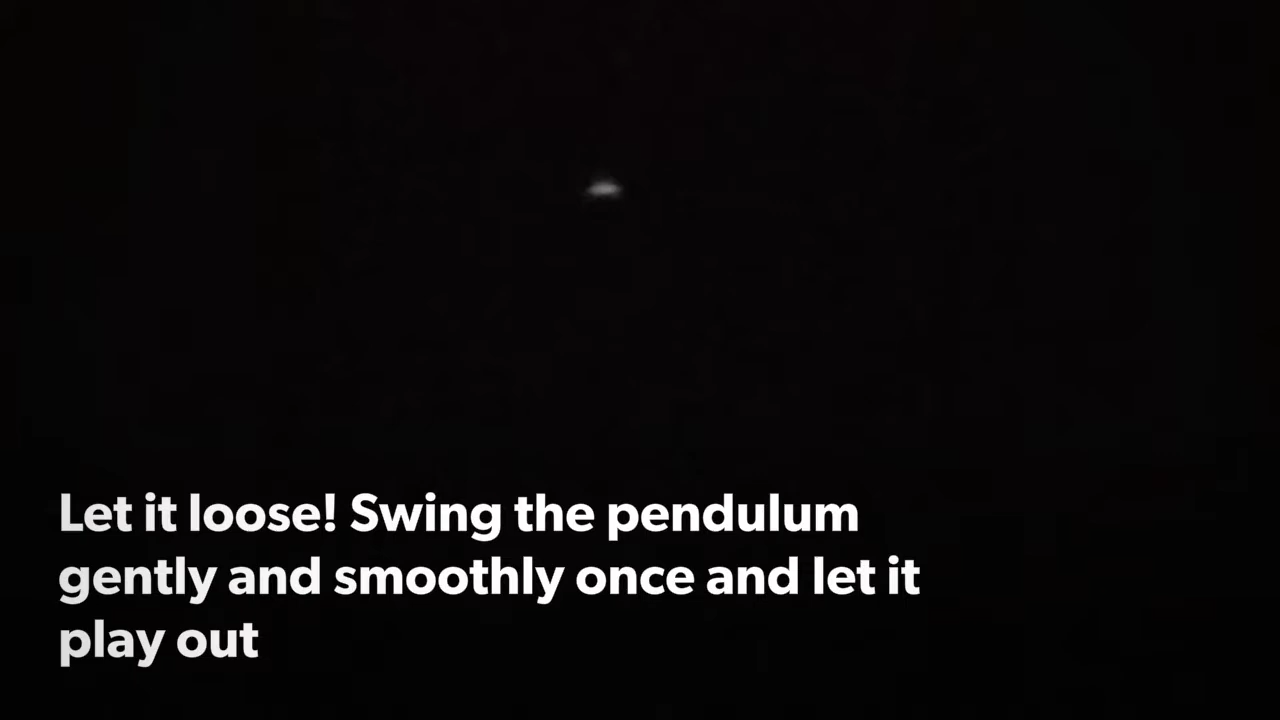 Let it loose! Swing the pendulum
gently and smoothly once and let it
play out